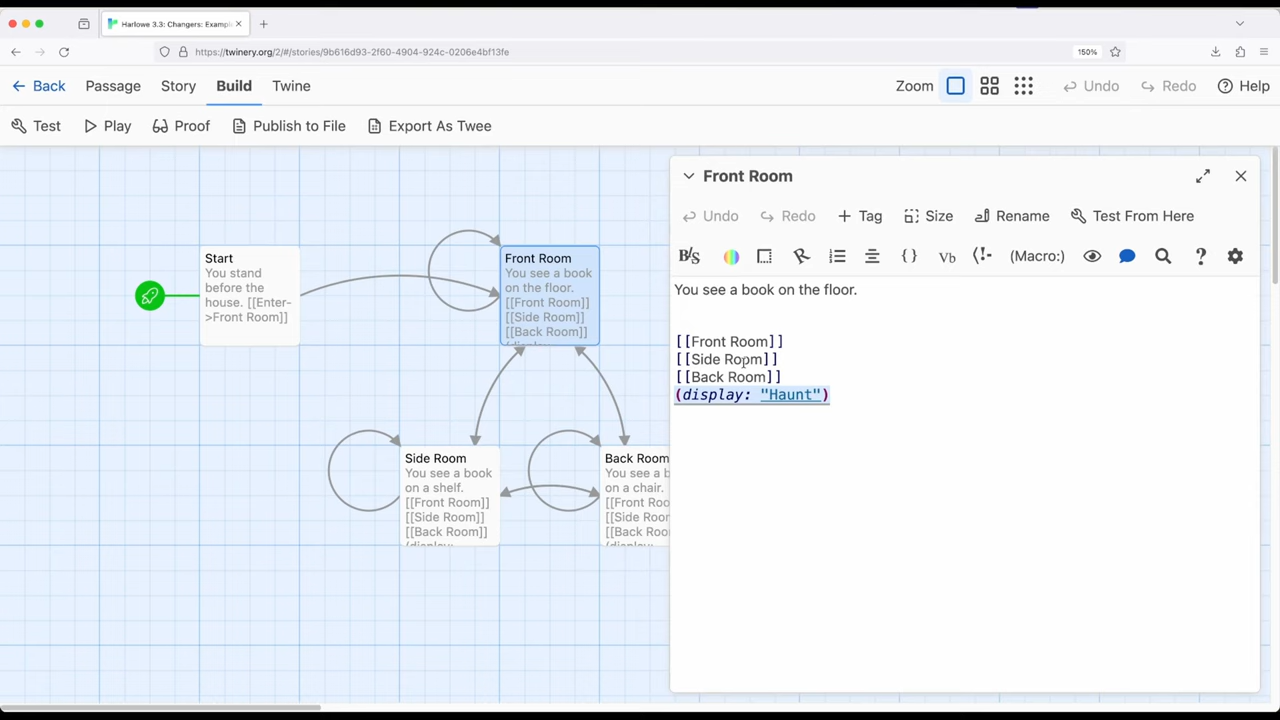 Harlowe 3.3: Changers: Exampl
https://twinery.org/2/#/stories/9b616d93-2f60-4904-924c-0206e4bf13fe
150%
Back Passage Story Build Twine Zoom Undo Redo Help
Test Play Proof Publish to File Export As Twee
Start
You stand
before the
house. [[Enter-
>Front Room]]
Front Room
You see a book
on the floor.
[[Front Room]]
[[Side Room]]
[[Back Room]]
(display:
Side Room
You see a book
on a shelf.
[[Front Room]]
[[Side Room]]
[[Back Room]]
(display:
Back Room
You see a b
on a chair.
[[Front Roo
[[Side Roon
[[Back Roo
(display:
Front Room
Undo Redo + Tag Size Rename Test From Here
B/S {} Vb (Macro:) ?
You see a book on the floor.
[[Front Room]]
[[Side Room]]
[[Back Room]]
(display: "Haunt")